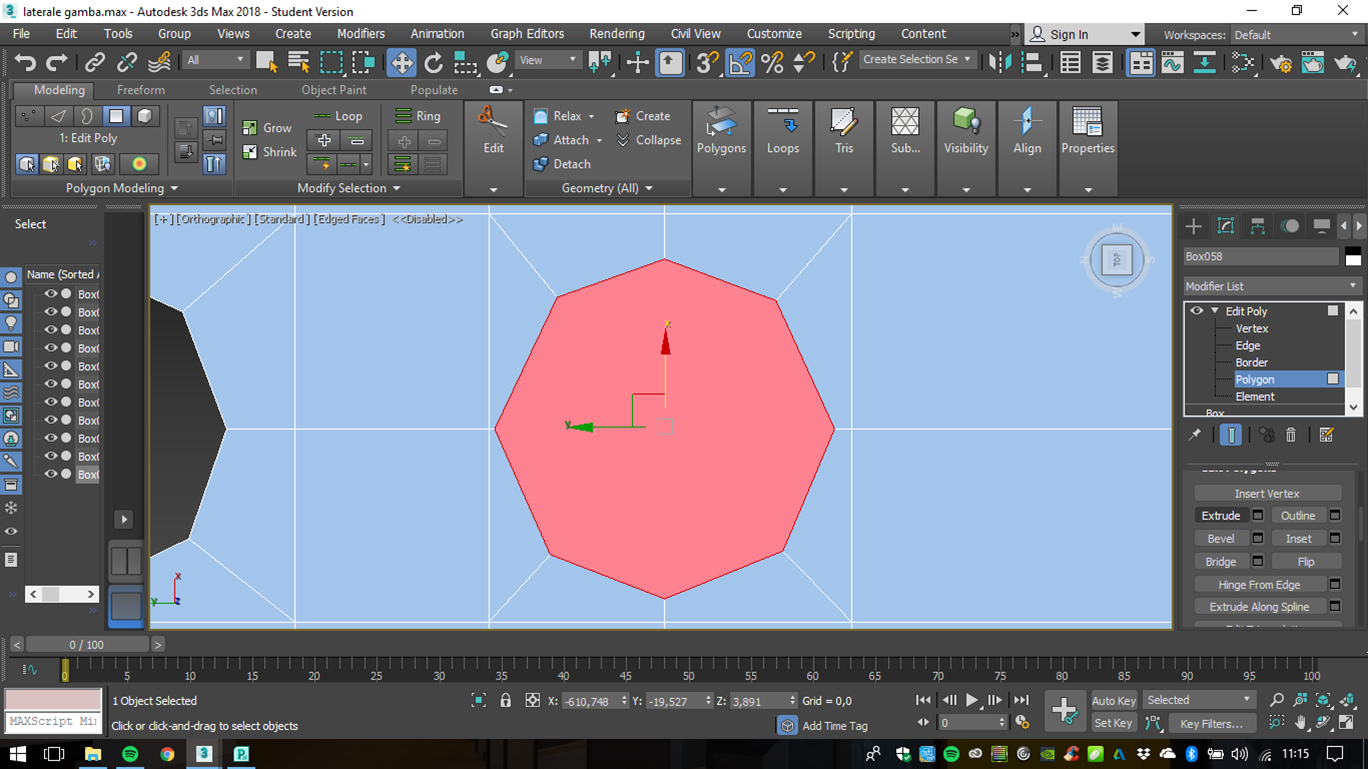 laterale gamba.max - Autodesk 3ds Max 2018 - Student Version
File Edit Tools Group Views Create Modifiers Animation Graph Editors Rendering Civil View Customize Scripting Content » Sign In Workspaces: Default
All View 3 % Create Selection Se
Modeling Freeform Selection Object Paint Populate
1: Edit Poly
Grow
Shrink
Loop
Ring
Edit
Relax
Attach
Detach
Create
Collapse
Polygons
Loops
Tris
Sub...
Visibility
Align
Properties
Polygon Modeling
Modify Selection
Geometry (All)
Select
»
Name (Sorted A
Box0
Box0
Box0
Box0
Box0
Box0
Box0
Box0
Box0
Box0
Box0
[+] [Orthographic] [Standard] [Edged Faces] <<Disabled>>
x
y
x
y
z
TOP
N
E
S
W
Box058
Modifier List
Edit Poly
Vertex
Edge
Border
Polygon
Element
Box
Insert Vertex
Extrude Outline
Bevel Inset
Bridge Flip
Hinge From Edge
Extrude Along Spline
< 0 / 100 >
0 5 10 15 20 25 30 35 40 45 50 55 60 65 70 75 80 85 90 95 100
1 Object Selected
X: -610,748 Y: -19,527 Z: 3,891 Grid = 0,0
Auto Key Selected
MAXScript Mi
Click or click-and-drag to select objects
Add Time Tag
0
Set Key Key Filters...
11:15